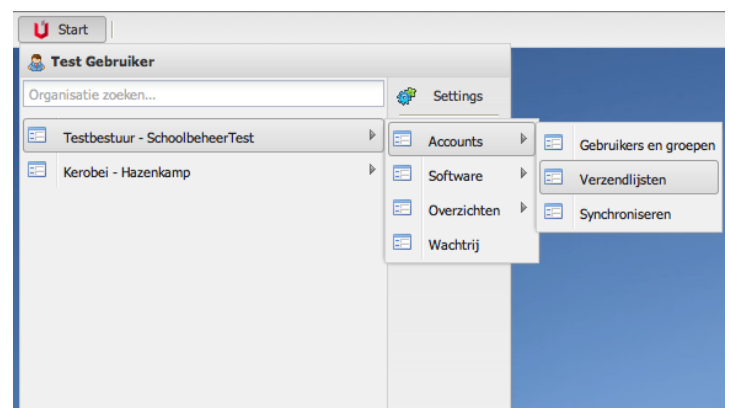 Start
Test Gebruiker
Organisatie zoeken...
Settings
Testbestuur - SchoolbeheerTest
Accounts
Gebruikers en groepen
Kerobei - Hazenkamp
Software
Verzendlijsten
Overzichten
Synchroniseren
Wachtrij